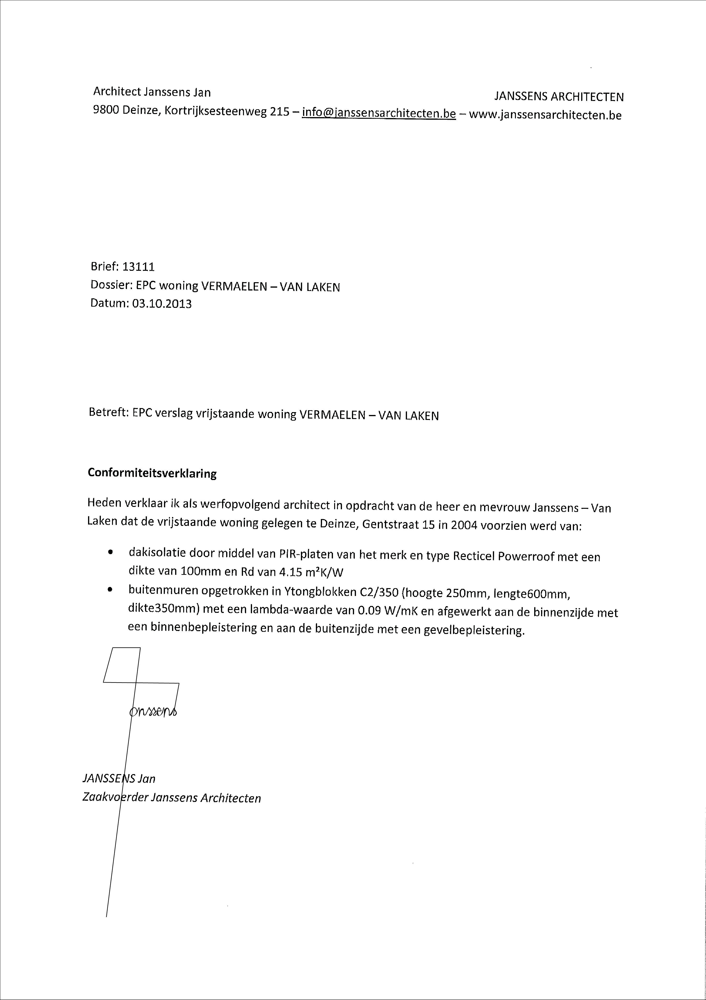 Architect Janssens Jan JANSSENS ARCHITECTEN
9800 Deinze, Kortrijksesteenweg 215 – info@janssensarchitecten.be – www.janssensarchitecten.be
Brief: 13111
Dossier: EPC woning VERMAELEN – VAN LAKEN
Datum: 03.10.2013
Betreft: EPC verslag vrijstaande woning VERMAELEN – VAN LAKEN
Conformiteitsverklaring
Heden verklaar ik als werfopvolgend architect in opdracht van de heer en mevrouw Janssens – Van
Laken dat de vrijstaande woning gelegen te Deinze, Gentstraat 15 in 2004 voorzien werd van:
• dakisolatie door middel van PIR-platen van het merk en type Recticel Powerroof met een
dikte van 100mm en Rd van 4.15 m²K/W
• buitenmuren opgetrokken in Ytongblokken C2/350 (hoogte 250mm, lengte600mm,
dikte350mm) met een lambda-waarde van 0.09 W/mK en afgewerkt aan de binnenzijde met
een binnenbepleistering en aan de buitenzijde met een gevelbepleistering.
Janssens
JANSSENS Jan
Zaakvoerder Janssens Architecten